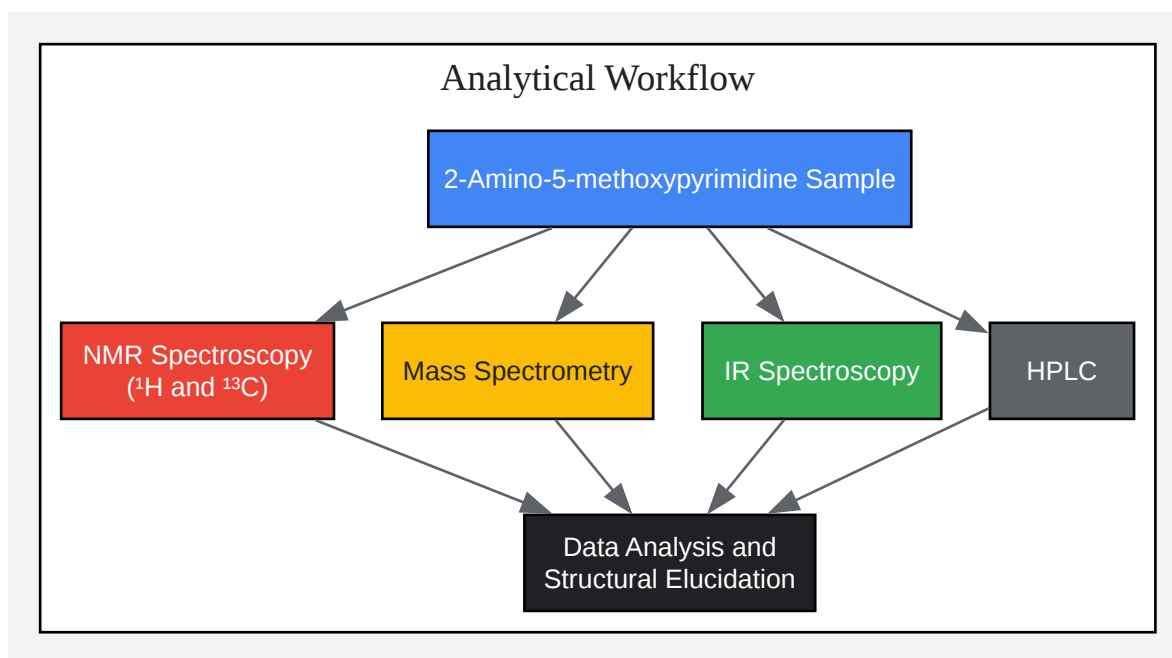 Analytical Workflow
2-Amino-5-methoxypyrimidine Sample
NMR Spectroscopy
(¹H and ¹³C)
Mass Spectrometry
IR Spectroscopy
HPLC
Data Analysis and
Structural Elucidation